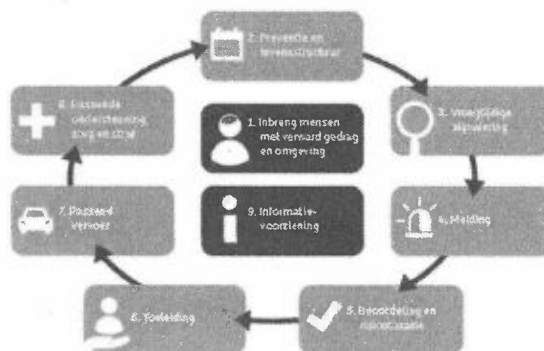 2. Preventie en
levensstructuur
3. Vroegtijdige
signalering
4. Melding
5. Beoordeling en
risicotaxatie
6. Toeleiding
7. Passend
vervoer
8. Passende
ondersteuning,
zorg en straf
1. Inbreng mensen
met verward gedrag
en omgeving
9. Informatie-
voorziening